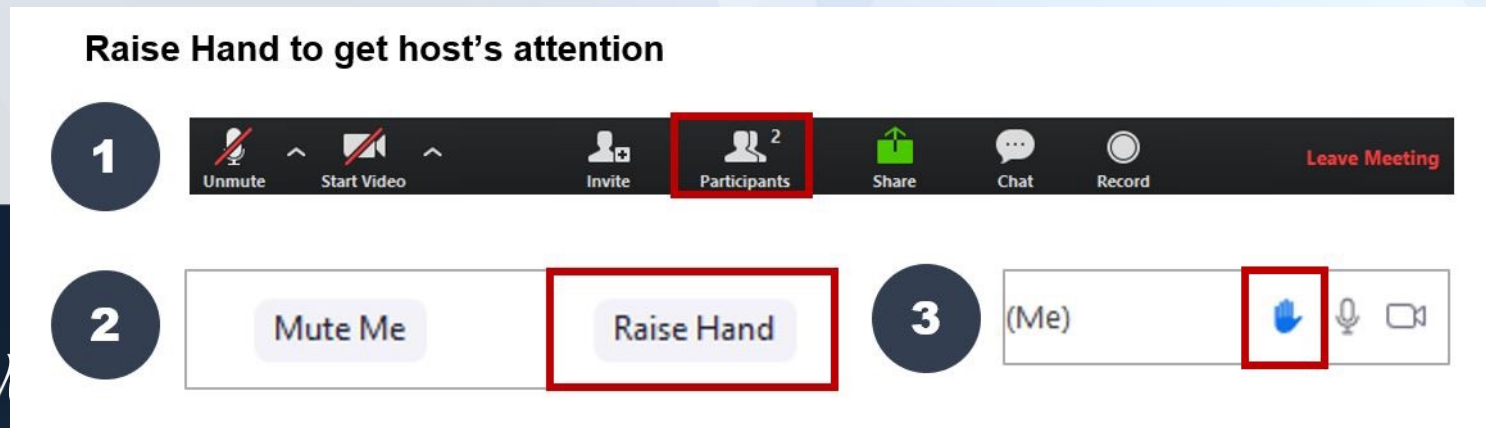 Raise Hand to get host's attention
1
Unmute Start Video Invite Participants 2 Share Chat Record Leave Meeting
2
Mute Me Raise Hand
3
(Me)